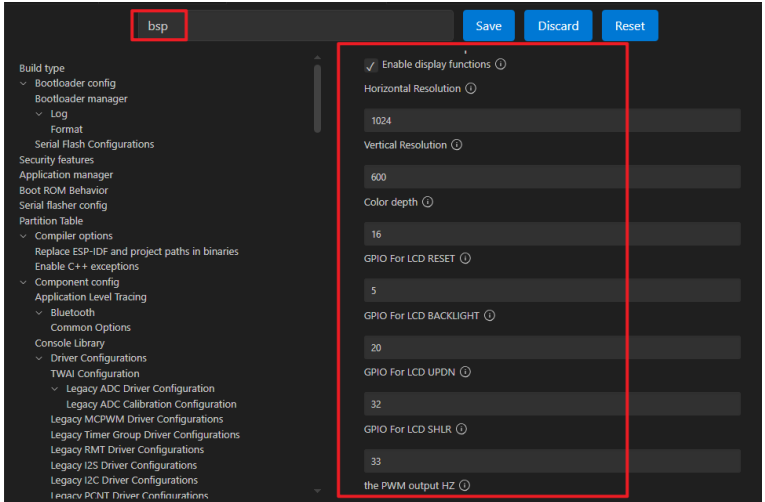 bsp
Save
Discard
Reset
Build type
Bootloader config
Bootloader manager
Log
Format
Serial Flash Configurations
Security features
Application manager
Boot ROM Behavior
Serial flasher config
Partition Table
Compiler options
Replace ESP-IDF and project paths in binaries
Enable C++ exceptions
Component config
Application Level Tracing
Bluetooth
Common Options
Console Library
Driver Configurations
TWAI Configuration
Legacy ADC Driver Configuration
Legacy ADC Calibration Configuration
Legacy MCPWM Driver Configurations
Legacy Timer Group Driver Configurations
Legacy RMT Driver Configurations
Legacy I2S Driver Configurations
Legacy I2C Driver Configurations
Legacy PCNT Driver Configurations
Enable display functions
Horizontal Resolution
1024
Vertical Resolution
600
Color depth
16
GPIO For LCD RESET
5
GPIO For LCD BACKLIGHT
20
GPIO For LCD UPDN
32
GPIO For LCD SHLR
33
the PWM output HZ